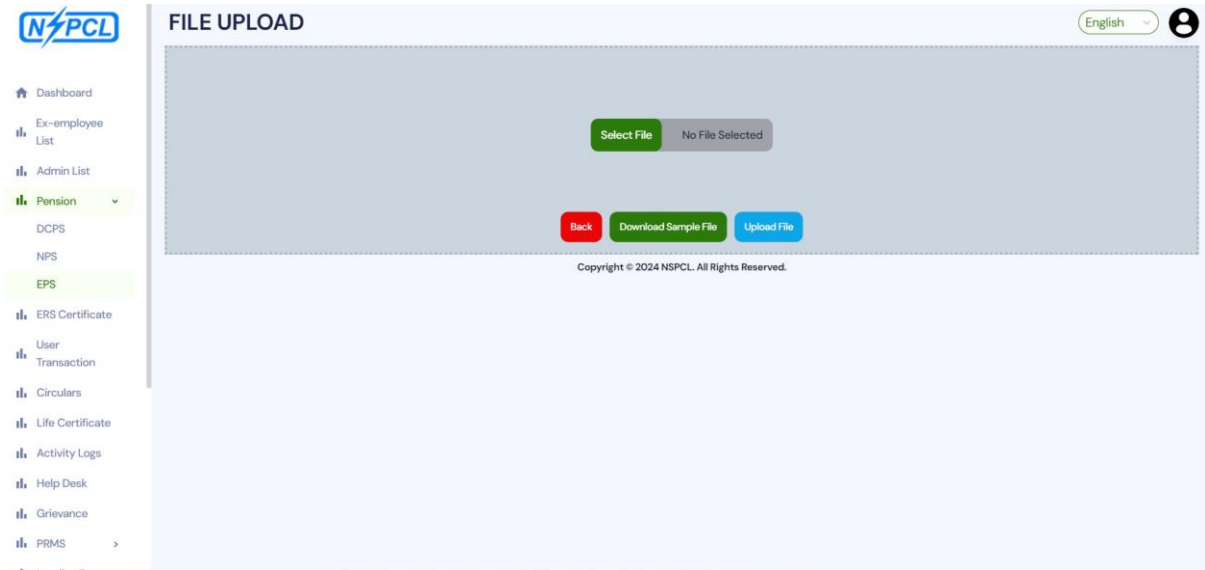 NSPCL
FILE UPLOAD
English
Dashboard
Ex-employee
List
Admin List
Pension
DCPS
NPS
EPS
ERS Certificate
User
Transaction
Circulars
Life Certificate
Activity Logs
Help Desk
Grievance
PRMS
Select File No File Selected
Back Download Sample File Upload File
Copyright © 2024 NSPCL. All Rights Reserved.